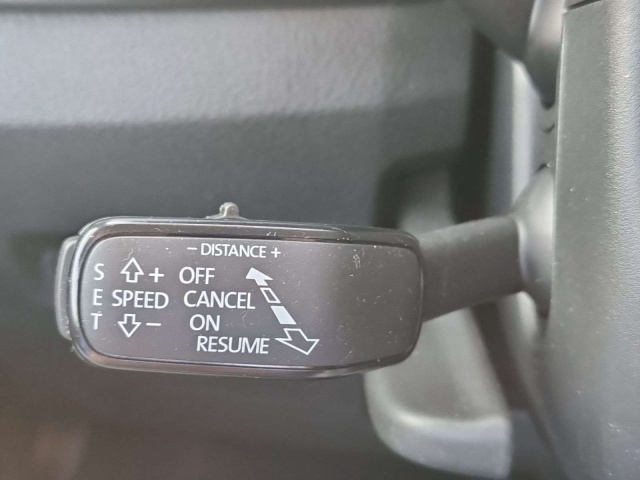 − DISTANCE +
S + OFF
E SPEED CANCEL
T − ON
RESUME